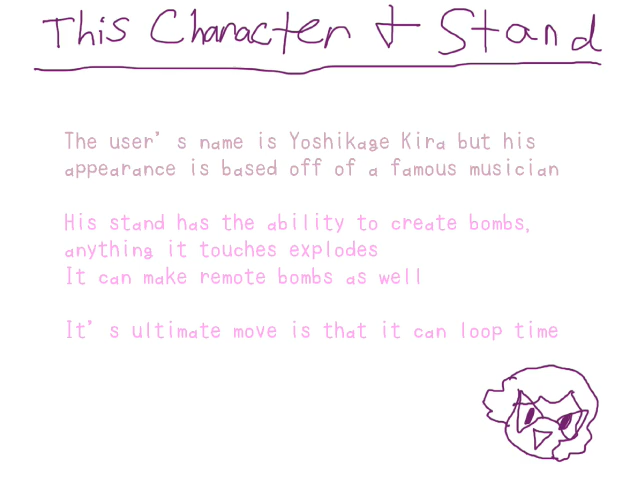 This Character & Stand
The user's name is Yoshikage Kira but his
appearance is based off of a famous musician
His stand has the ability to create bombs,
anything it touches explodes
It can make remote bombs as well
It's ultimate move is that it can loop time